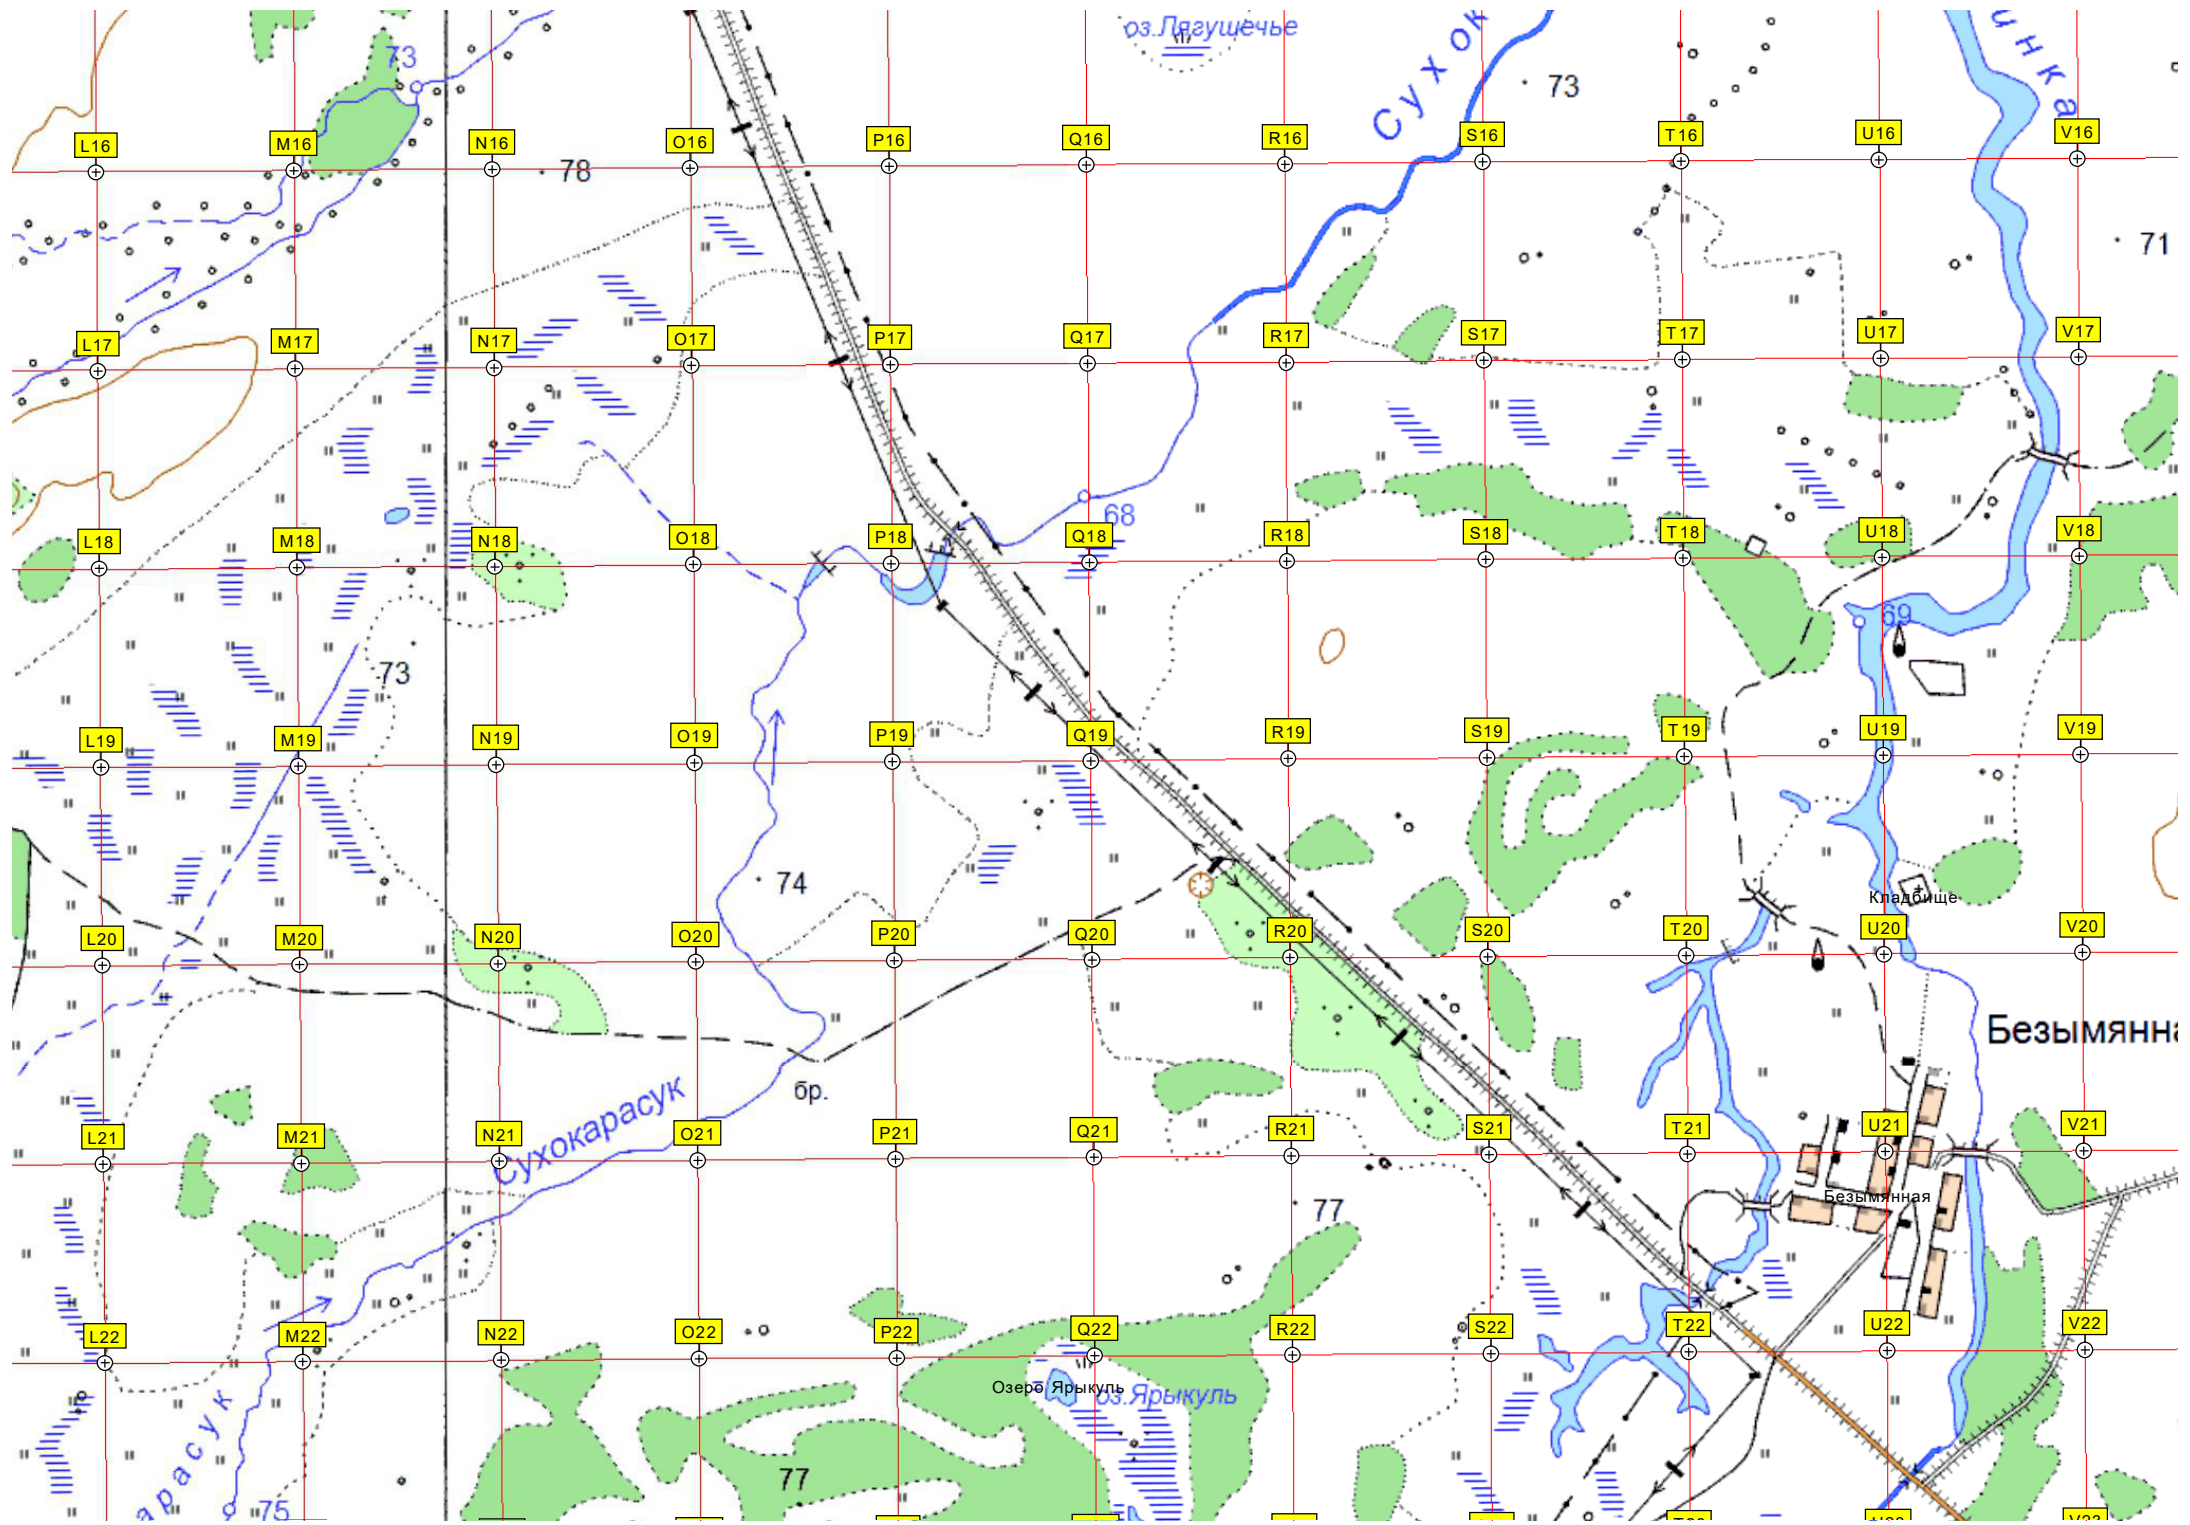 оз.Лягушечье
Сухок
инка
73
73
L16 M16 N16 O16 P16 Q16 R16 S16 T16 U16 V16
78
71
L17 M17 N17 O17 P17 Q17 R17 S17 T17 U17 V17
68
L18 M18 N18 O18 P18 Q18 R18 S18 T18 U18 V18
69
73
L19 M19 N19 O19 P19 Q19 R19 S19 T19 U19 V19
74
Кладбище
L20 M20 N20 O20 P20 Q20 R20 S20 T20 U20 V20
Безымянна
бр.
Сухокарасук
L21 M21 N21 O21 P21 Q21 R21 S21 T21 U21 V21
Безымянная
77
L22 M22 N22 O22 P22 Q22 R22 S22 T22 U22 V22
Озеро Ярыкуль
оз.Ярыкуль
арасук
77
75